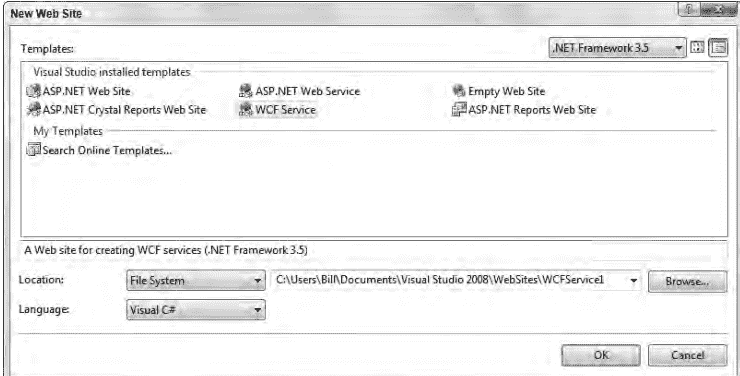 New Web Site
Templates:
.NET Framework 3.5
Visual Studio installed templates
ASP.NET Web Site
ASP.NET Web Service
Empty Web Site
ASP.NET Crystal Reports Web Site
WCF Service
ASP.NET Reports Web Site
My Templates
Search Online Templates...
A Web site for creating WCF services (.NET Framework 3.5)
Location:
File System
C:\Users\Bill\Documents\Visual Studio 2008\WebSites\WCFService1
Browse...
Language:
Visual C#
OK
Cancel